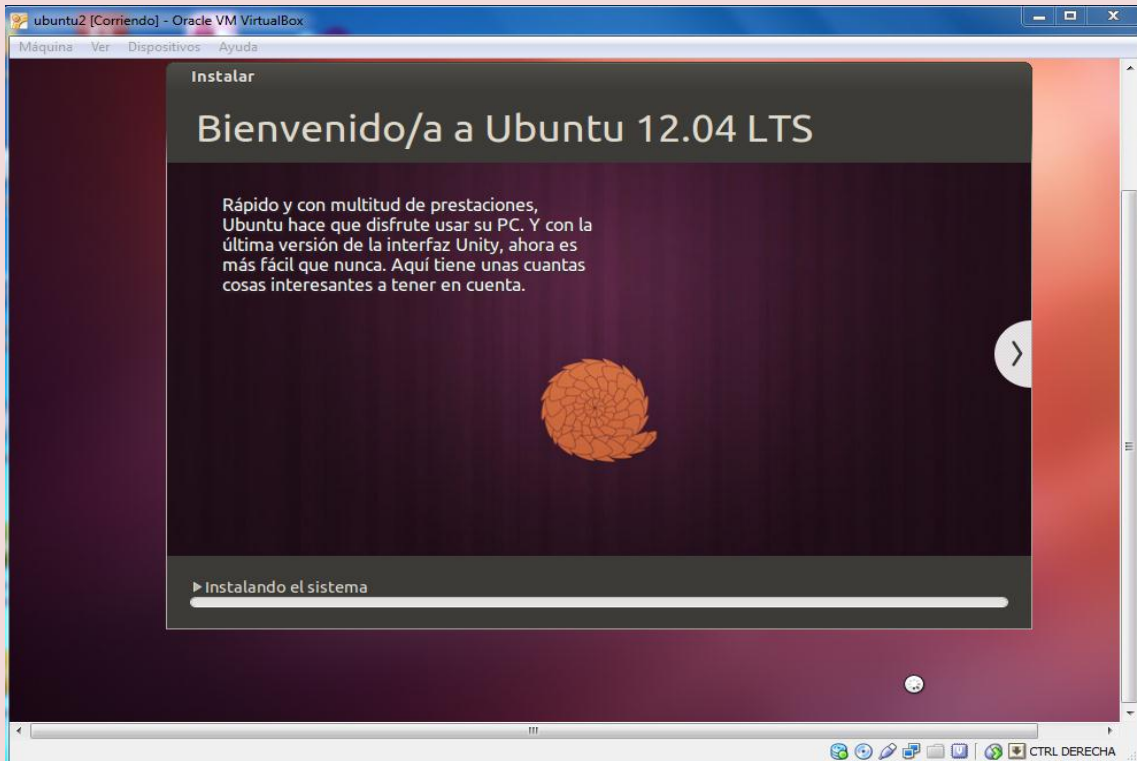 ubuntu2 [Corriendo] - Oracle VM VirtualBox
Máquina Ver Dispositivos Ayuda
Instalar
Bienvenido/a a Ubuntu 12.04 LTS
Rápido y con multitud de prestaciones,
Ubuntu hace que disfrute usar su PC. Y con la
última versión de la interfaz Unity, ahora es
más fácil que nunca. Aquí tiene unas cuantas
cosas interesantes a tener en cuenta.
Instalando el sistema
CTRL DERECHA